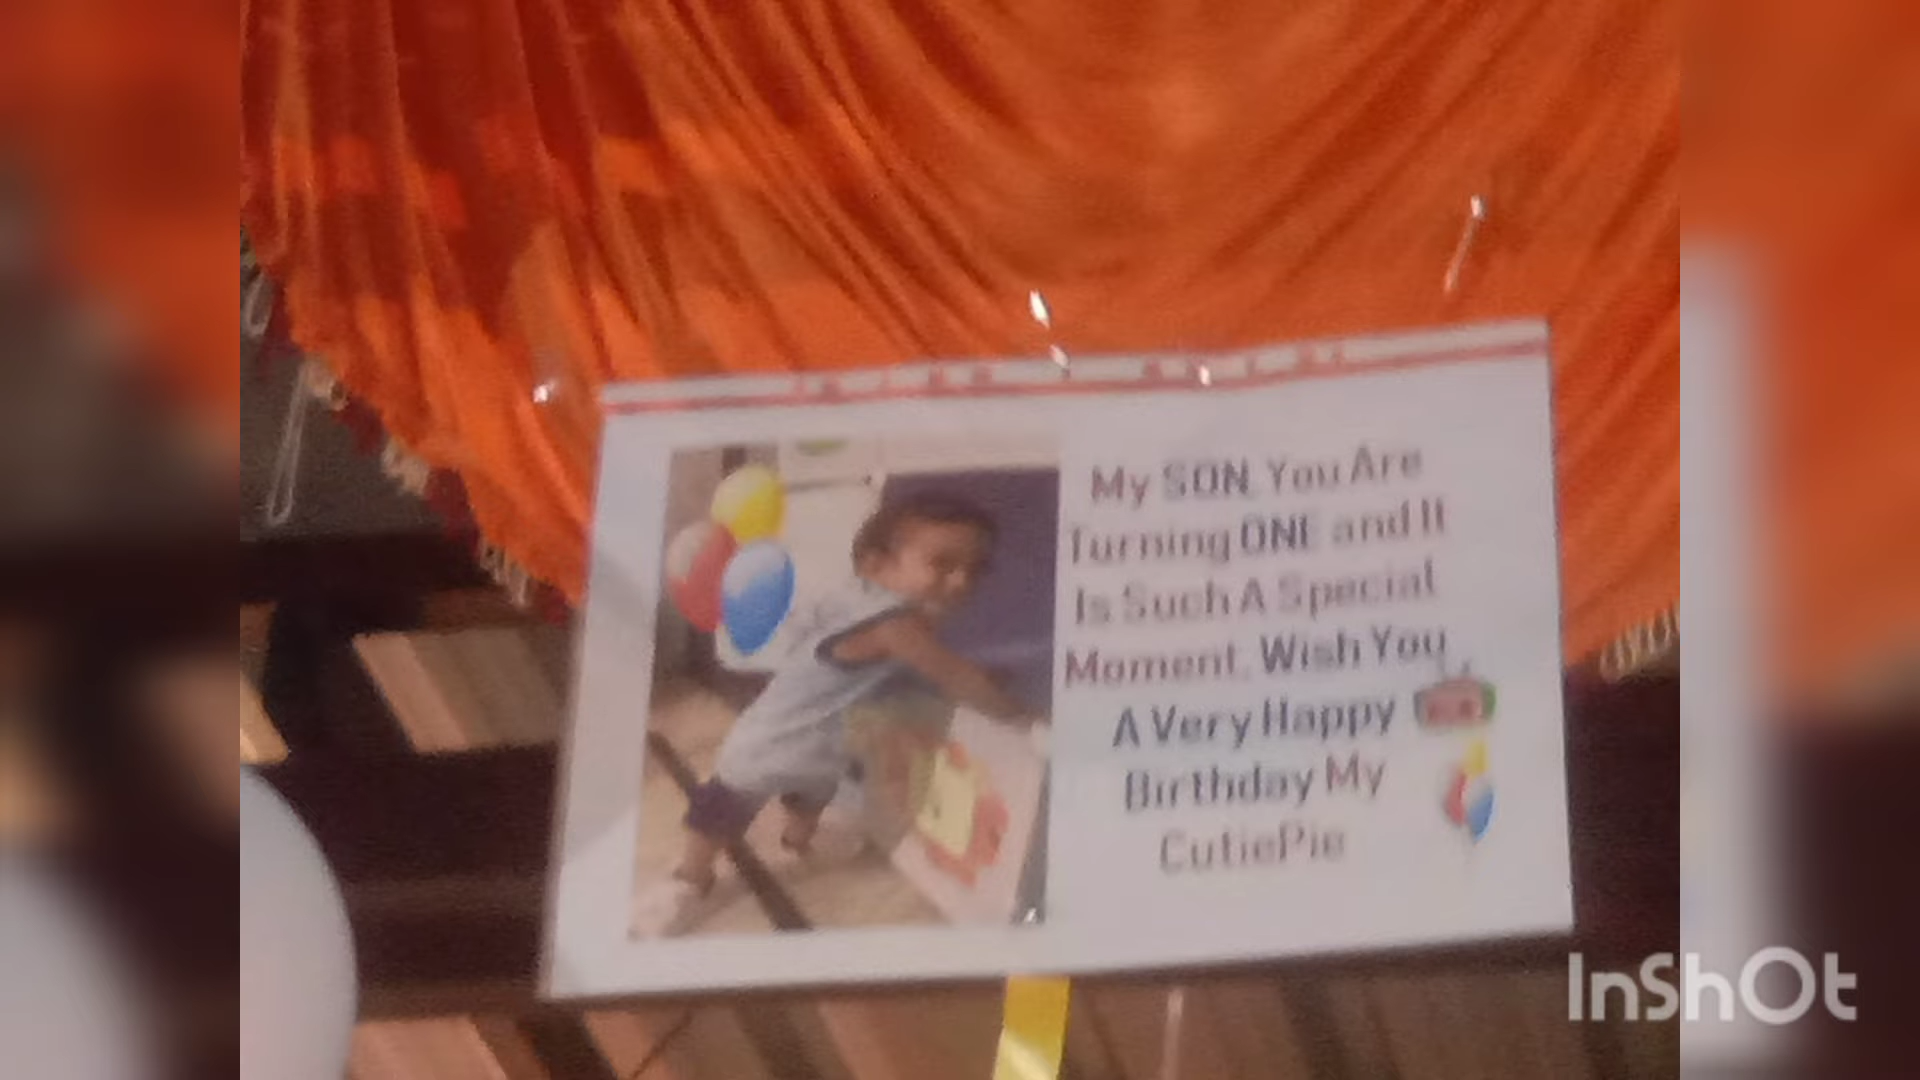 My SON, You Are
Turning ONE and It
Is Such A Special
Moment, Wish You
A Very Happy
Birthday My
CutiePie
InShOt